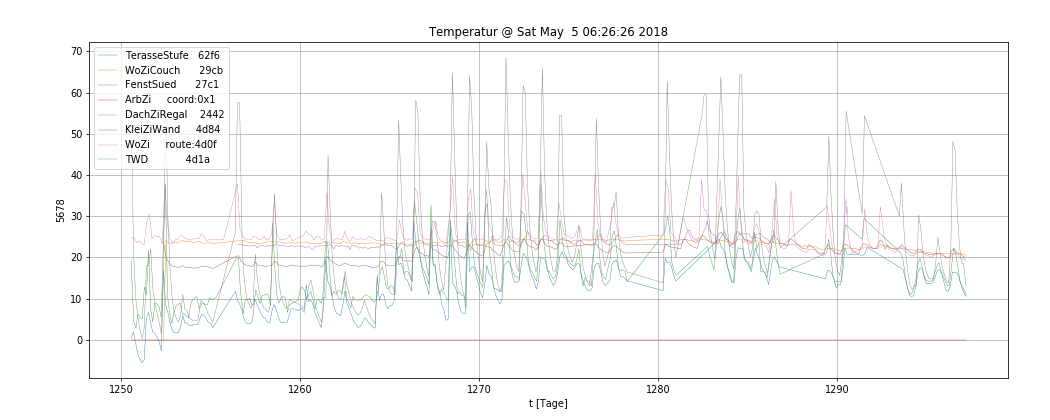 Temperatur @ Sat May  5 06:26:26 2018
70
60
50
40
30
20
10
0
5678
TerasseStufe   62f6
WoZiCouch      29cb
FenstSued      27c1
ArbZi     coord:0x1
DachZiRegal    2442
KleiZiWand     4d84
WoZi     route:4d0f
TWD            4d1a
1250
1260
1270
1280
1290
t [Tage]